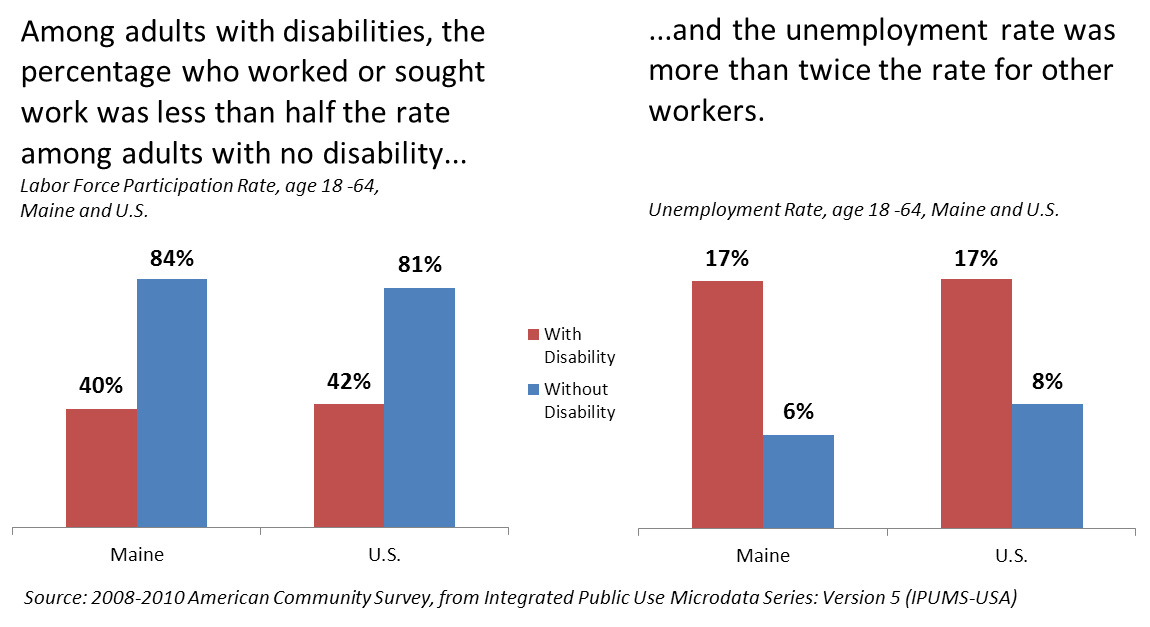 Among adults with disabilities, the
percentage who worked or sought
work was less than half the rate
among adults with no disability...
Labor Force Participation Rate, age 18 -64,
Maine and U.S.
84%
81%
40%
42%
Maine
U.S.
With
Disability
Without
Disability
...and the unemployment rate was
more than twice the rate for other
workers.
Unemployment Rate, age 18 -64, Maine and U.S.
17%
17%
6%
8%
Maine
U.S.
Source: 2008-2010 American Community Survey, from Integrated Public Use Microdata Series: Version 5 (IPUMS-USA)